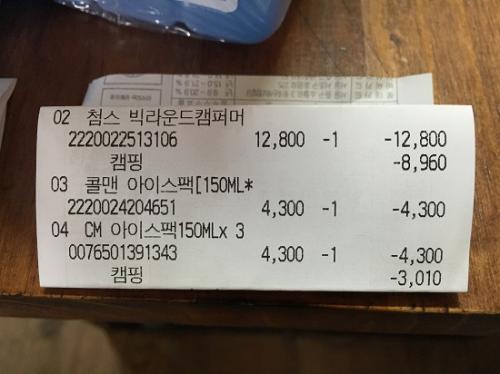 02 첨스 빅라운드캠퍼머
2220022513106 12,800 -1 -12,800
캠핑 -8,960
03 콜맨 아이스팩[150ML*
2220024204651 4,300 -1 -4,300
04 CM 아이스팩150MLx 3
0076501391343 4,300 -1 -4,300
캠핑 -3,010